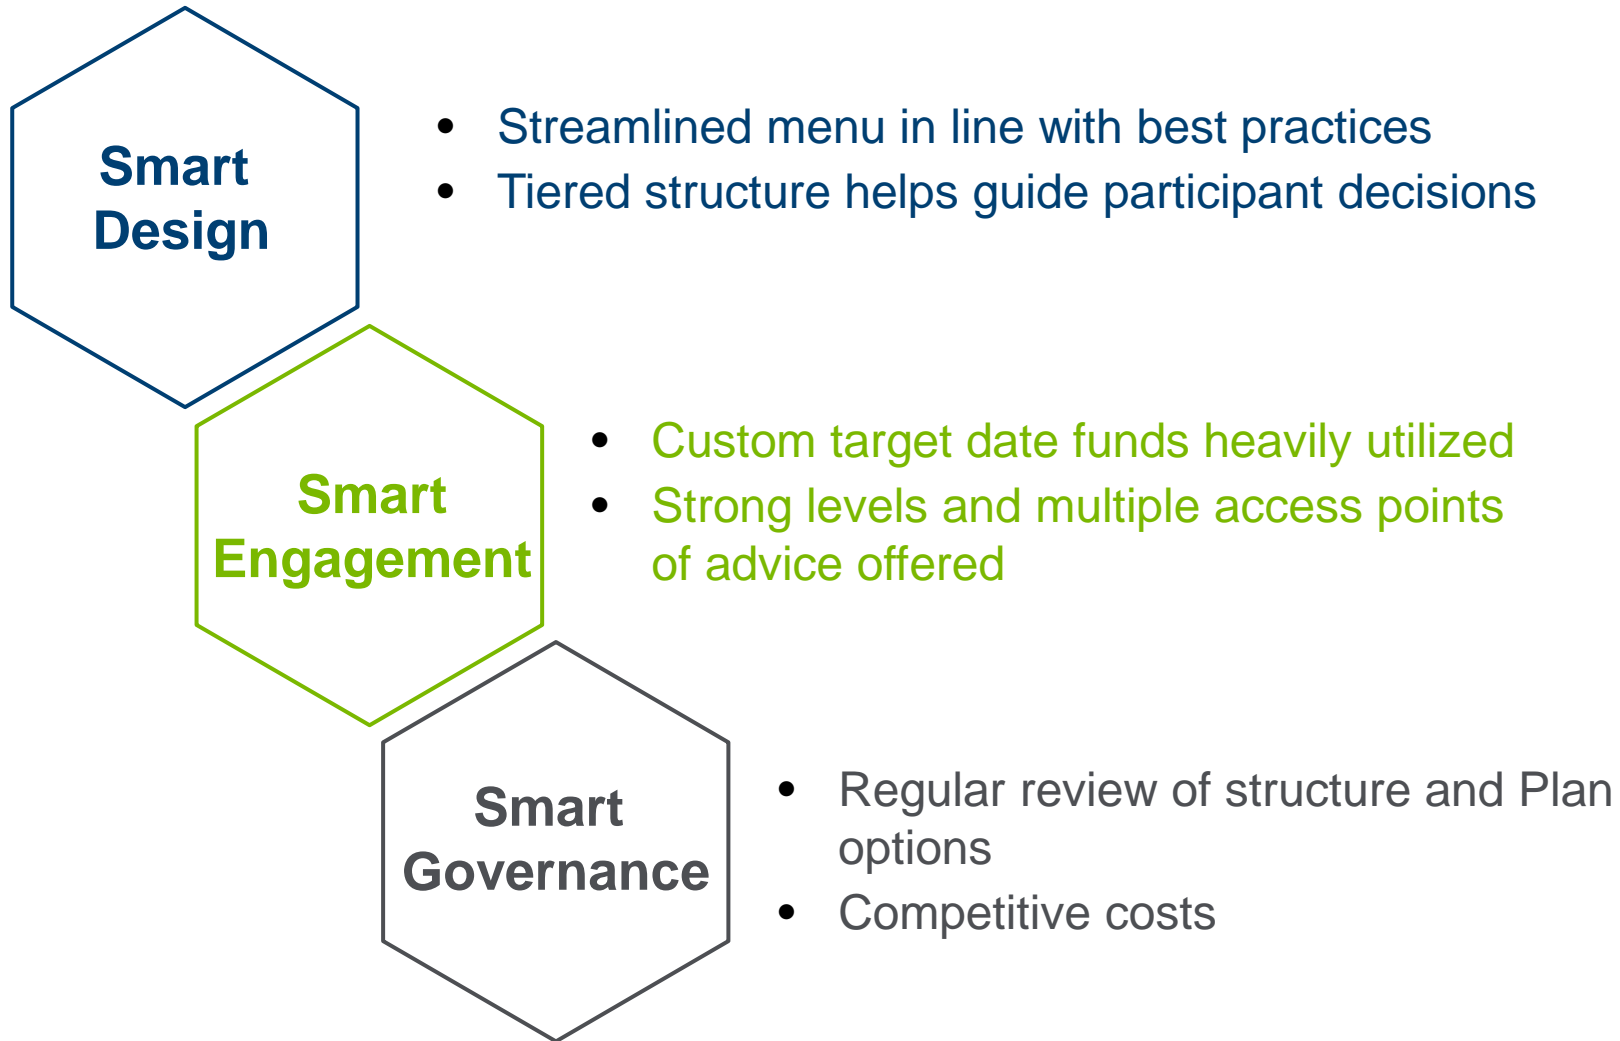 Smart
Design
• Streamlined menu in line with best practices
• Tiered structure helps guide participant decisions
Smart
Engagement
• Custom target date funds heavily utilized
• Strong levels and multiple access points
of advice offered
Smart
Governance
• Regular review of structure and Plan
options
• Competitive costs